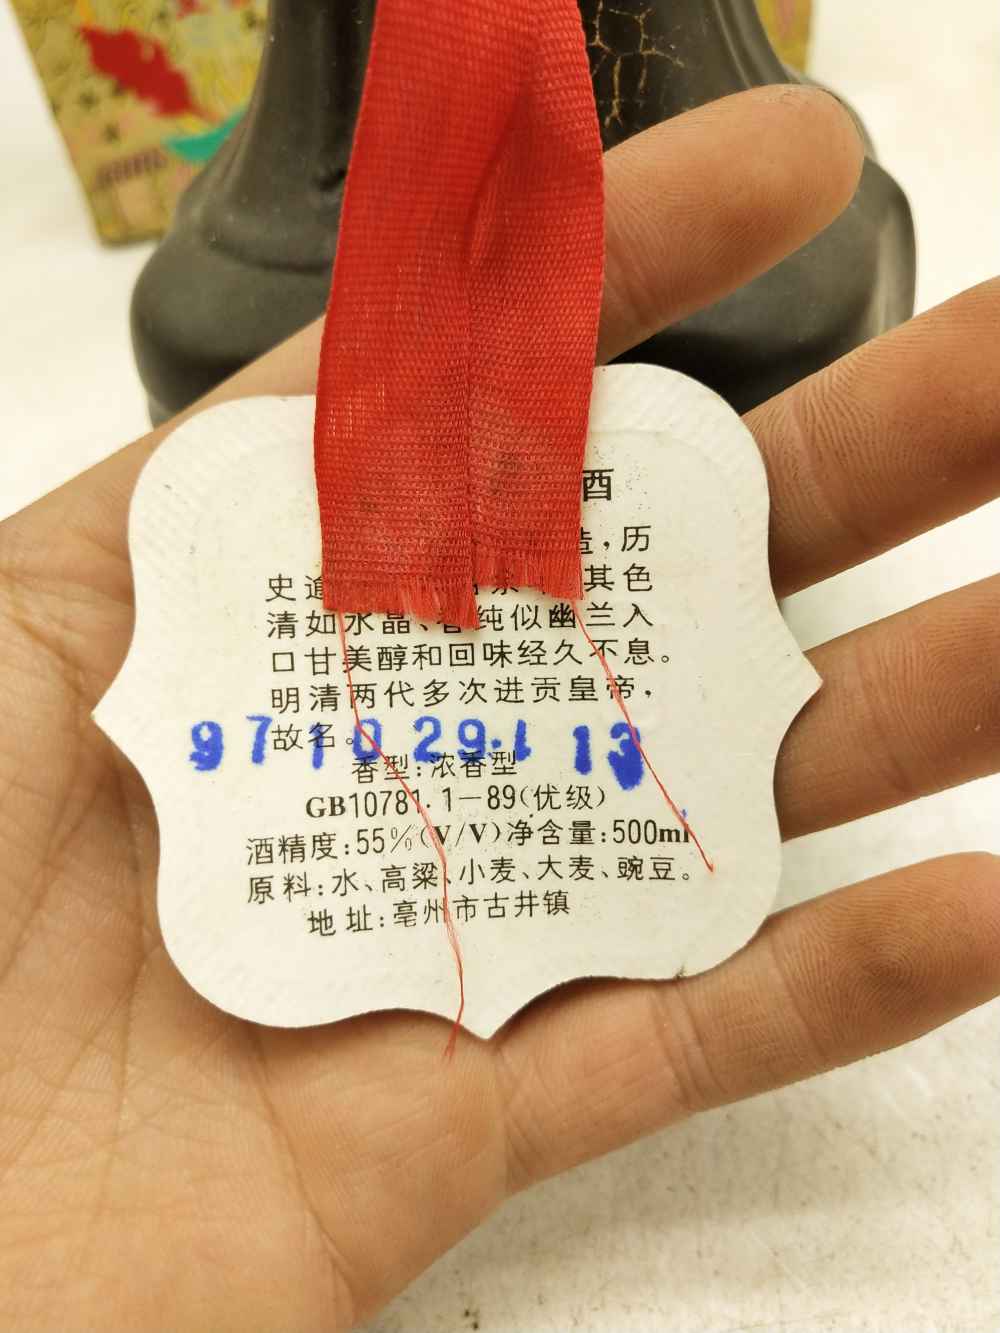 酒
造,历
史 其色
清如水晶、香纯似幽兰入
口甘美醇和回味经久不息。
明清两代多次进贡皇帝,
故名。
97 10 29.1 13
香型:浓香型
GB10781.1-89(优级)
酒精度:55%(V/V)净含量:500ml
原料:水、高粱、小麦、大麦、豌豆。
地址:亳州市古井镇